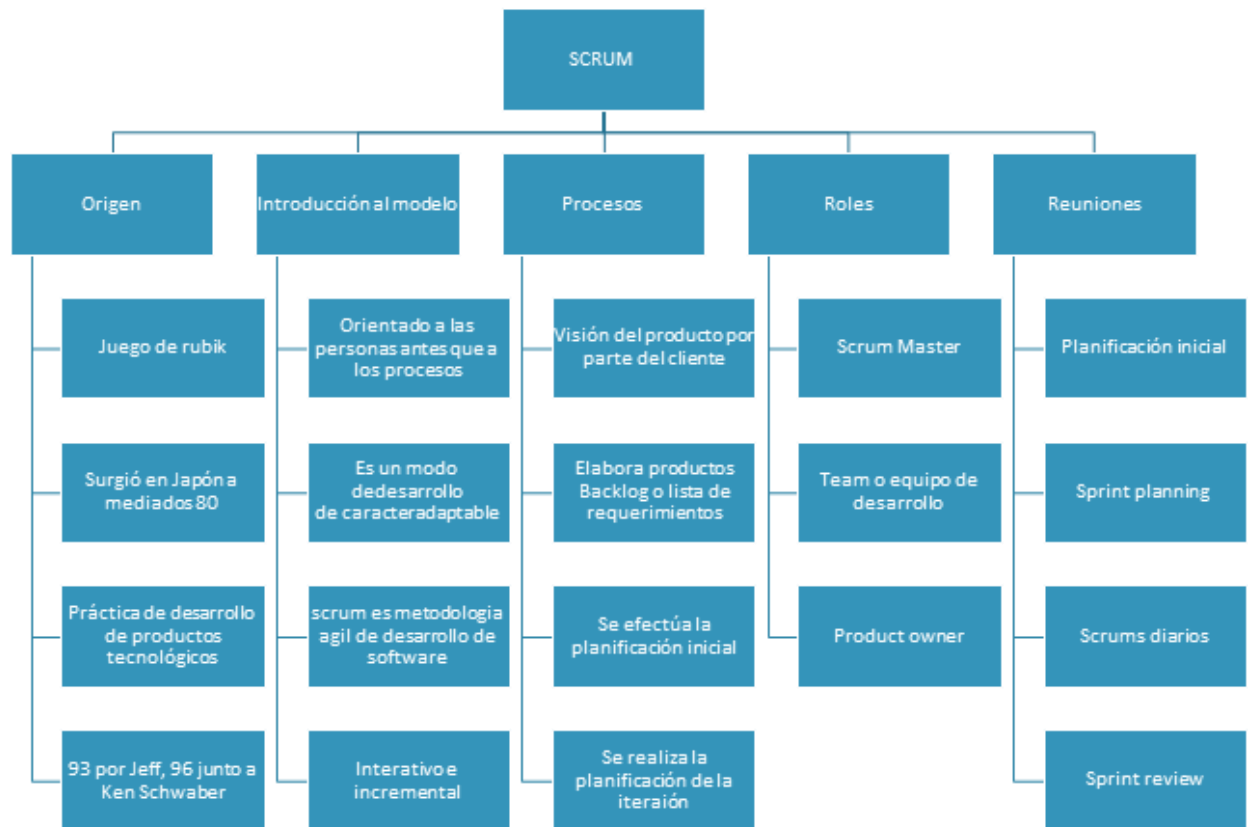 SCRUM
Origen
Juego de rubik
Surgió en Japón a
mediados 80
Práctica de desarrollo
de productos
tecnológicos
93 por Jeff, 96 junto a
Ken Schwaber
Introducción al modelo
Orientado a las
personas antes que a
los procesos
Es un modo
dedesarrollo
de caracteradaptable
scrum es metodologia
agil de desarrollo de
software
Interativo e
incremental
Procesos
Visión del producto por
parte del cliente
Elabora productos
Backlog o lista de
requerimientos
Se efectúa la
planificación inicial
Se realiza la
planificación de la
iteraión
Roles
Scrum Master
Team o equipo de
desarrollo
Product owner
Reuniones
Planificación inicial
Sprint planning
Scrums diarios
Sprint review